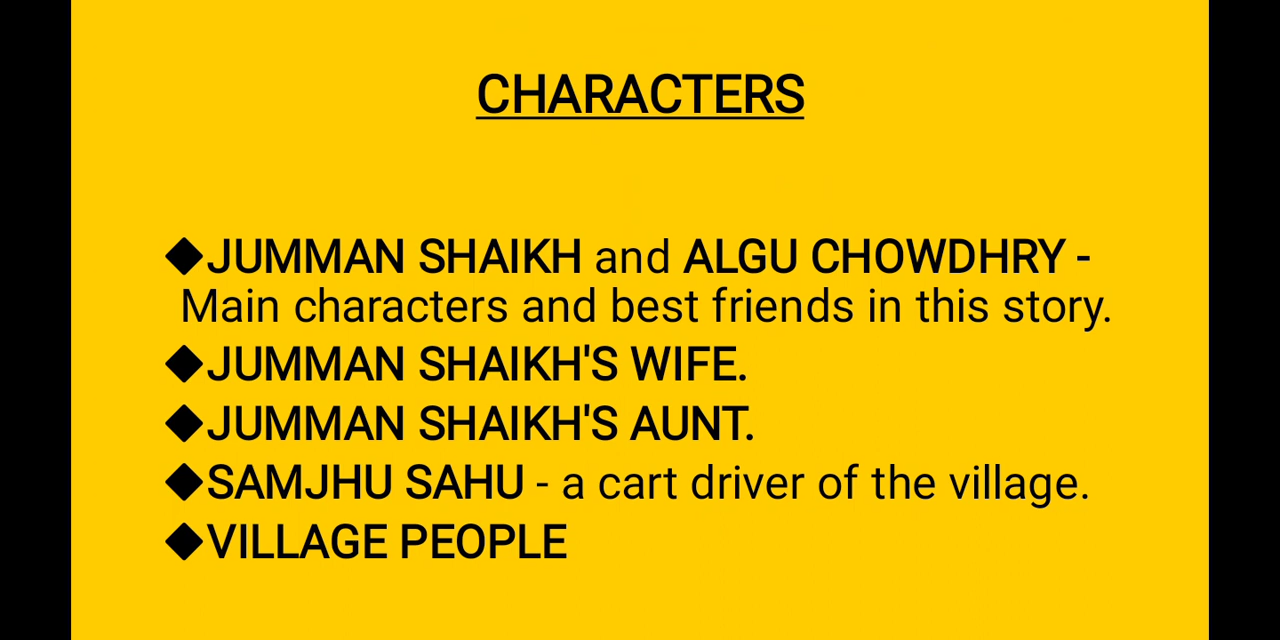 CHARACTERS
◆JUMMAN SHAIKH and ALGU CHOWDHRY -
Main characters and best friends in this story.
◆JUMMAN SHAIKH'S WIFE.
◆JUMMAN SHAIKH'S AUNT.
◆SAMJHU SAHU - a cart driver of the village.
◆VILLAGE PEOPLE